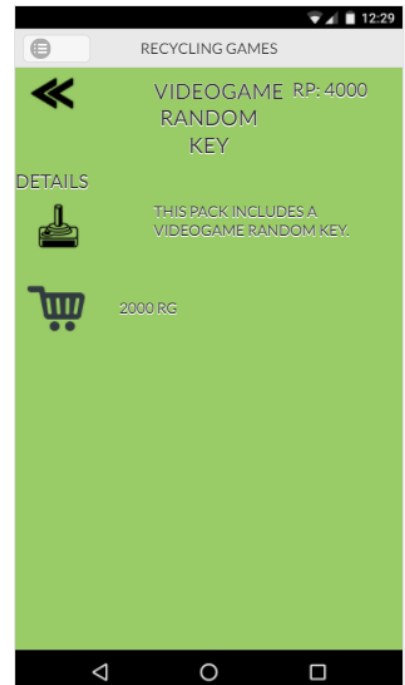 12:29
RECYCLING GAMES
VIDEOGAME RP: 4000
RANDOM
KEY
DETAILS
THIS PACK INCLUDES A
VIDEOGAME RANDOM KEY.
2000 RG